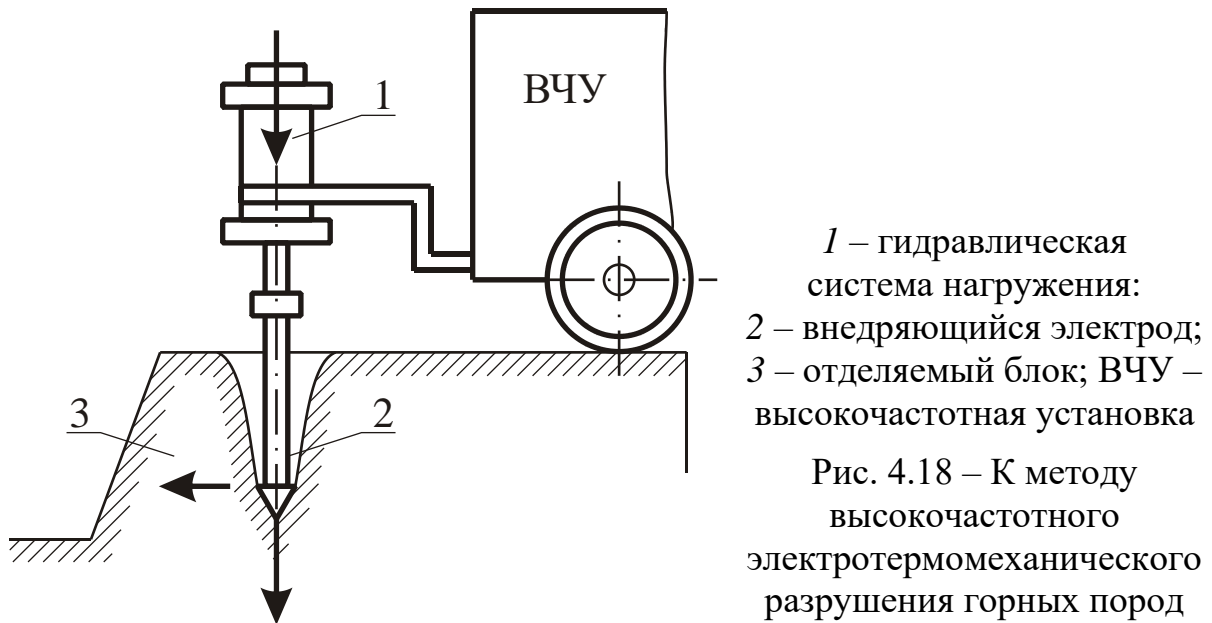 ВЧУ
1
3
2
1 – гидравлическая
система нагружения:
2 – внедряющийся электрод;
3 – отделяемый блок; ВЧУ –
высокочастотная установка
Рис. 4.18 – К методу
высокочастотного
электротермомеханического
разрушения горных пород